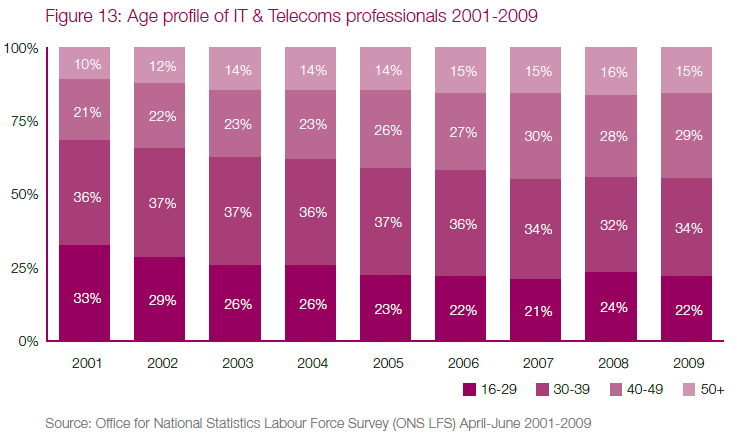 Figure 13: Age profile of IT & Telecoms professionals 2001-2009
100%
10% 12% 14% 14% 14% 15% 15% 16% 15%
75%
21% 22% 23% 23% 26% 27% 30% 28% 29%
50%
36% 37% 37% 36% 37% 36% 34% 32% 34%
25%
33% 29% 26% 26% 23% 22% 21% 24% 22%
0%
2001 2002 2003 2004 2005 2006 2007 2008 2009
16-29 30-39 40-49 50+
Source: Office for National Statistics Labour Force Survey (ONS LFS) April-June 2001-2009